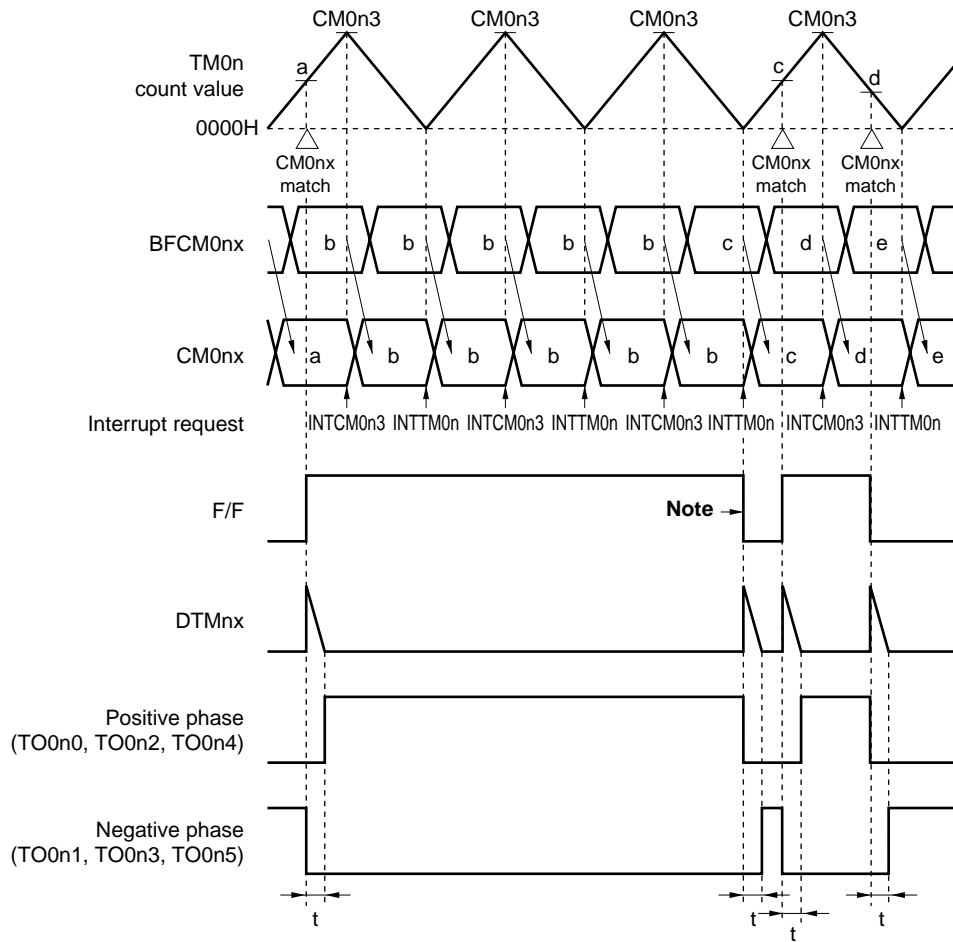 CM0n3 CM0n3 CM0n3 CM0n3
TM0n
count value
a c d
0000H
CM0nx
match
CM0nx
match
CM0nx
match
BFCM0nx b b b b b c d e
CM0nx a b b b b b c d e
Interrupt request INTCM0n3 INTTM0n INTCM0n3 INTTM0n INTCM0n3 INTTM0n INTCM0n3 INTTM0n
F/F Note
DTMnx
Positive phase
(TO0n0, TO0n2, TO0n4)
Negative phase
(TO0n1, TO0n3, TO0n5)
t t t t